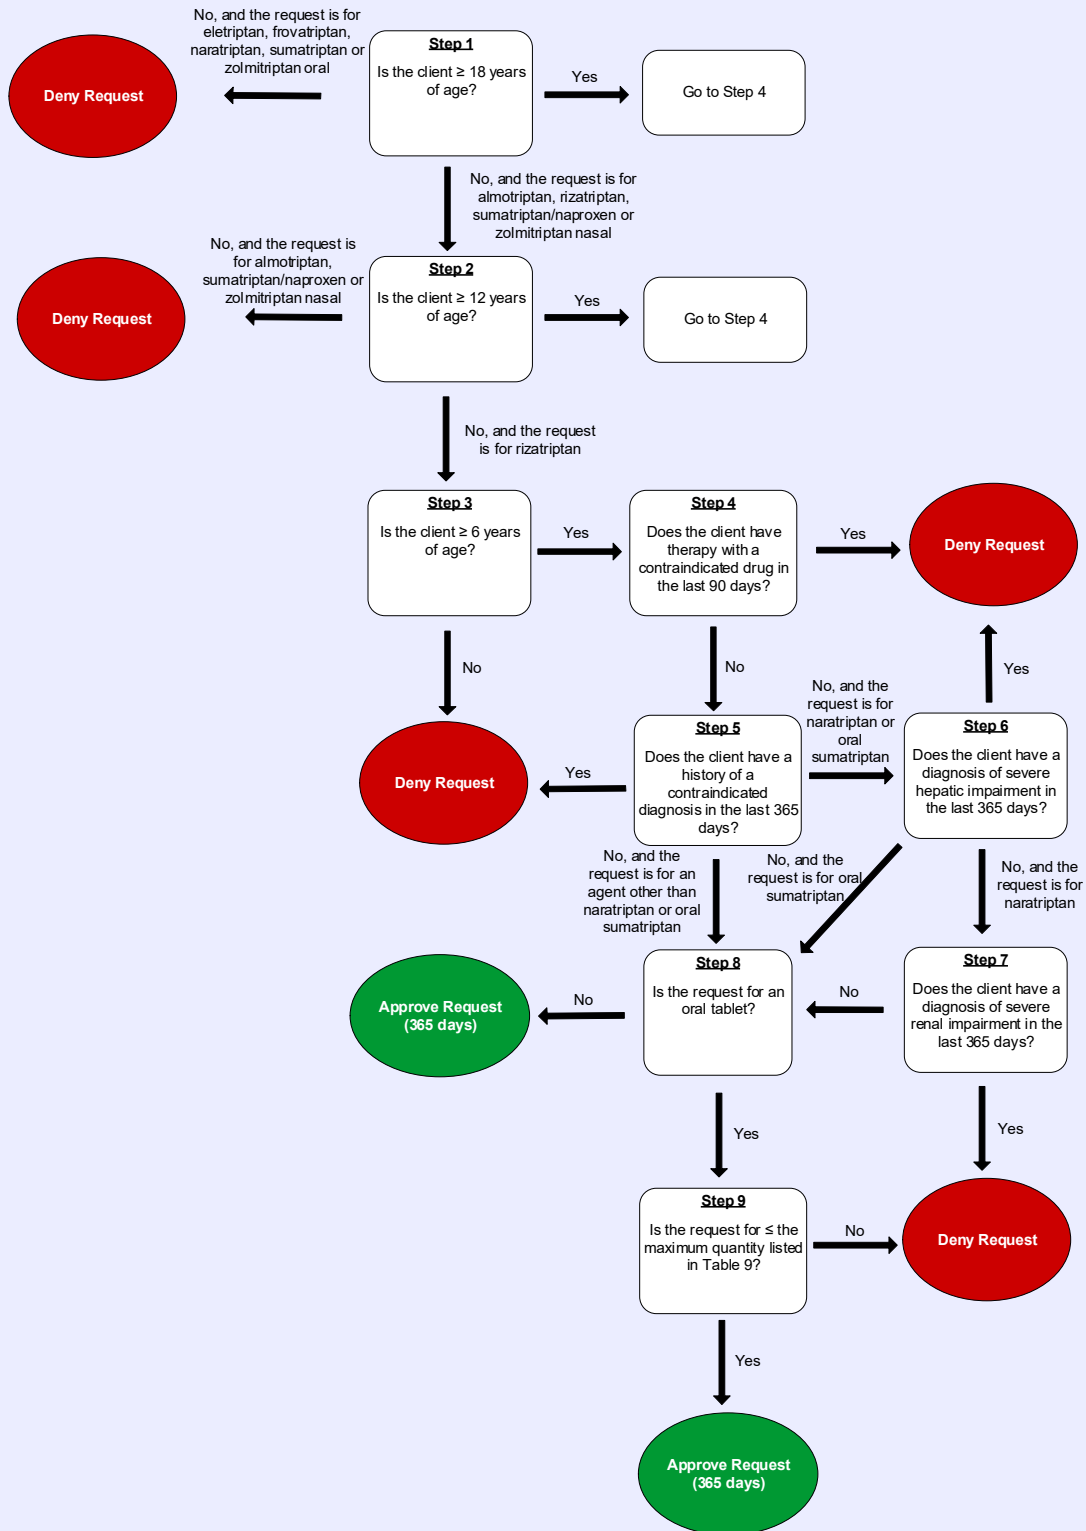 No, and the request is for
eletriptan, frovatriptan,
naratriptan, sumatriptan or
zolmitriptan oral
Deny Request
Step 1
Is the client ≥ 18 years
of age?
Yes
Go to Step 4
No, and the request is for
almotriptan, rizatriptan,
sumatriptan/naproxen or
zolmitriptan nasal
No, and the request is
for almotriptan,
sumatriptan/naproxen or
zolmitriptan nasal
Deny Request
Step 2
Is the client ≥ 12 years
of age?
Yes
Go to Step 4
No, and the request
is for rizatriptan
Step 3
Is the client ≥ 6 years
of age?
Yes
Step 4
Does the client have
therapy with a
contraindicated drug in
the last 90 days?
Yes
Deny Request
No
No
Yes
Deny Request
Yes
Step 5
Does the client have a
history of a
contraindicated
diagnosis in the last 365
days?
No, and the
request is for
naratriptan or
oral
sumatriptan
Step 6
Does the client have a
diagnosis of severe
hepatic impairment in
the last 365 days?
No, and the
request is for an
agent other than
naratriptan or oral
sumatriptan
No, and the
request is for oral
sumatriptan
No, and the
request is for
naratriptan
Approve Request
(365 days)
No
Step 8
Is the request for an
oral tablet?
No
Step 7
Does the client have a
diagnosis of severe
renal impairment in the
last 365 days?
Yes
Yes
Step 9
Is the request for ≤ the
maximum quantity listed
in Table 9?
No
Deny Request
Yes
Approve Request
(365 days)